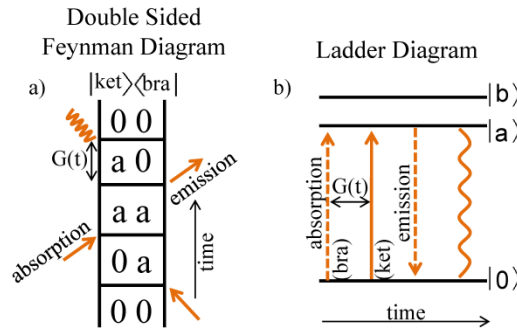 Double Sided
Feynman Diagram
a)
|ket⟩⟨bra|
0 0
G(t)
a 0
emission
a a
absorption
0 a
time
0 0
Ladder Diagram
b)
|b⟩
|a⟩
absorption
G(t)
emission
(bra)
(ket)
|0⟩
time